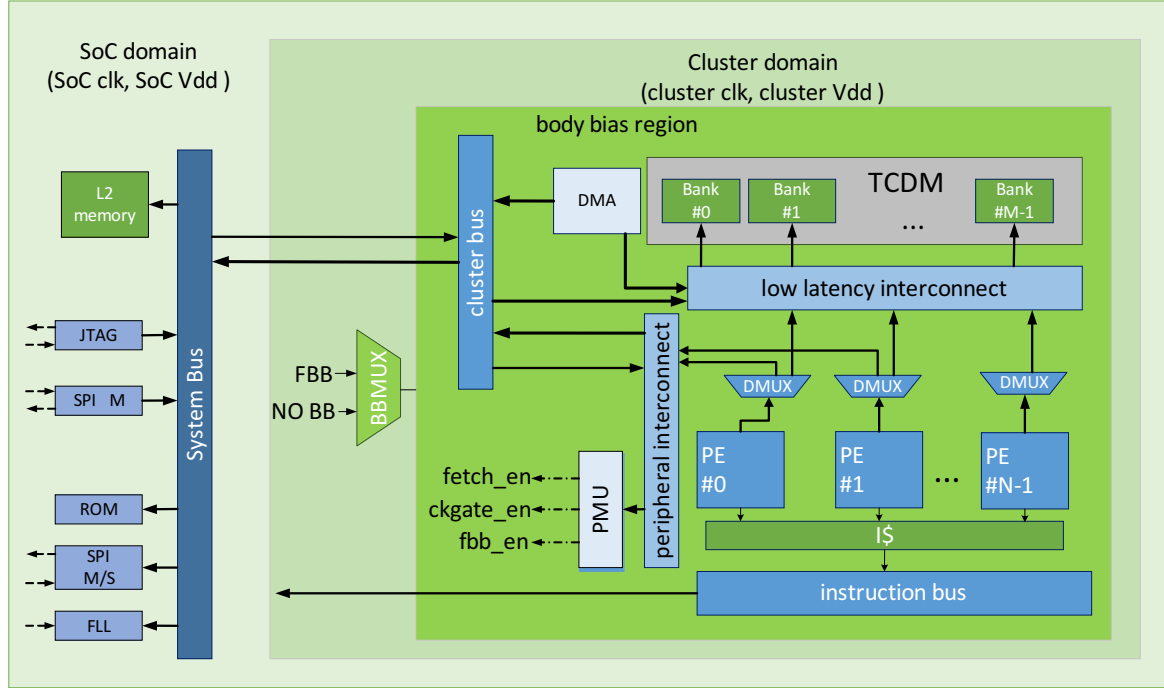 SoC domain
(SoC clk, SoC Vdd )
Cluster domain
(cluster clk, cluster Vdd )
body bias region
L2
memory
JTAG
SPI M
ROM
SPI
M/S
FLL
System Bus
FBB
NO BB
BBMUX
cluster bus
DMA
TCDM
Bank
#0
Bank
#1
...
Bank
#M-1
low latency interconnect
peripheral interconnect
DMUX
DMUX
DMUX
PE
#0
PE
#1
...
PE
#N-1
fetch_en
ckgate_en
fbb_en
PMU
I$
instruction bus